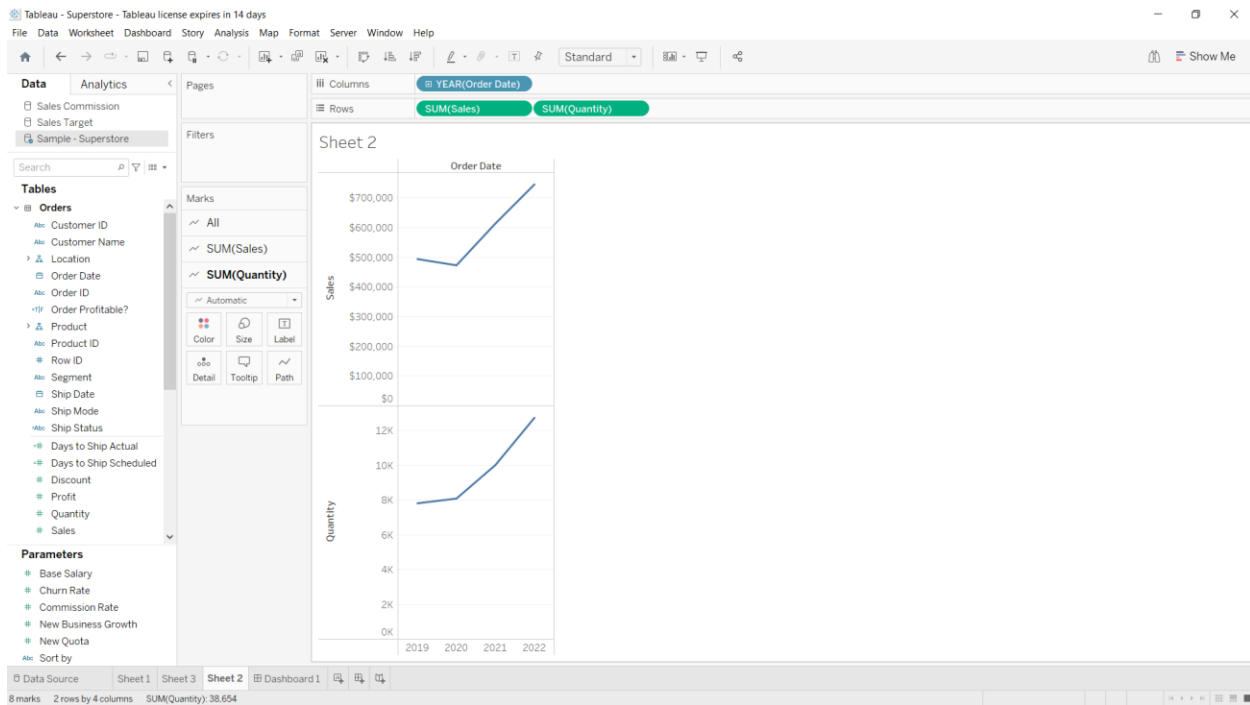 Tableau - Superstore - Tableau license expires in 14 days
File Data Worksheet Dashboard Story Analysis Map Format Server Window Help
Standard
Show Me
Data Analytics
Sales Commission
Sales Target
Sample - Superstore
Search
Tables
Orders
Abc Customer ID
Abc Customer Name
Location
Order Date
Abc Order ID
Order Profitable?
Product
Abc Product ID
# Row ID
Abc Segment
Ship Date
Abc Ship Mode
Abc Ship Status
Days to Ship Actual
Days to Ship Scheduled
# Discount
# Profit
# Quantity
# Sales
Parameters
# Base Salary
# Churn Rate
# Commission Rate
# New Business Growth
# New Quota
Abc Sort by
Pages
Filters
Marks
All
SUM(Sales)
SUM(Quantity)
Automatic
Color Size Label
Detail Tooltip Path
Columns YEAR(Order Date)
Rows SUM(Sales) SUM(Quantity)
Sheet 2
Order Date
Sales
$700,000
$600,000
$500,000
$400,000
$300,000
$200,000
$100,000
$0
Quantity
12K
10K
8K
6K
4K
2K
0K
2019 2020 2021 2022
Data Source Sheet 1 Sheet 3 Sheet 2 Dashboard 1
8 marks 2 rows by 4 columns SUM(Quantity): 38,654